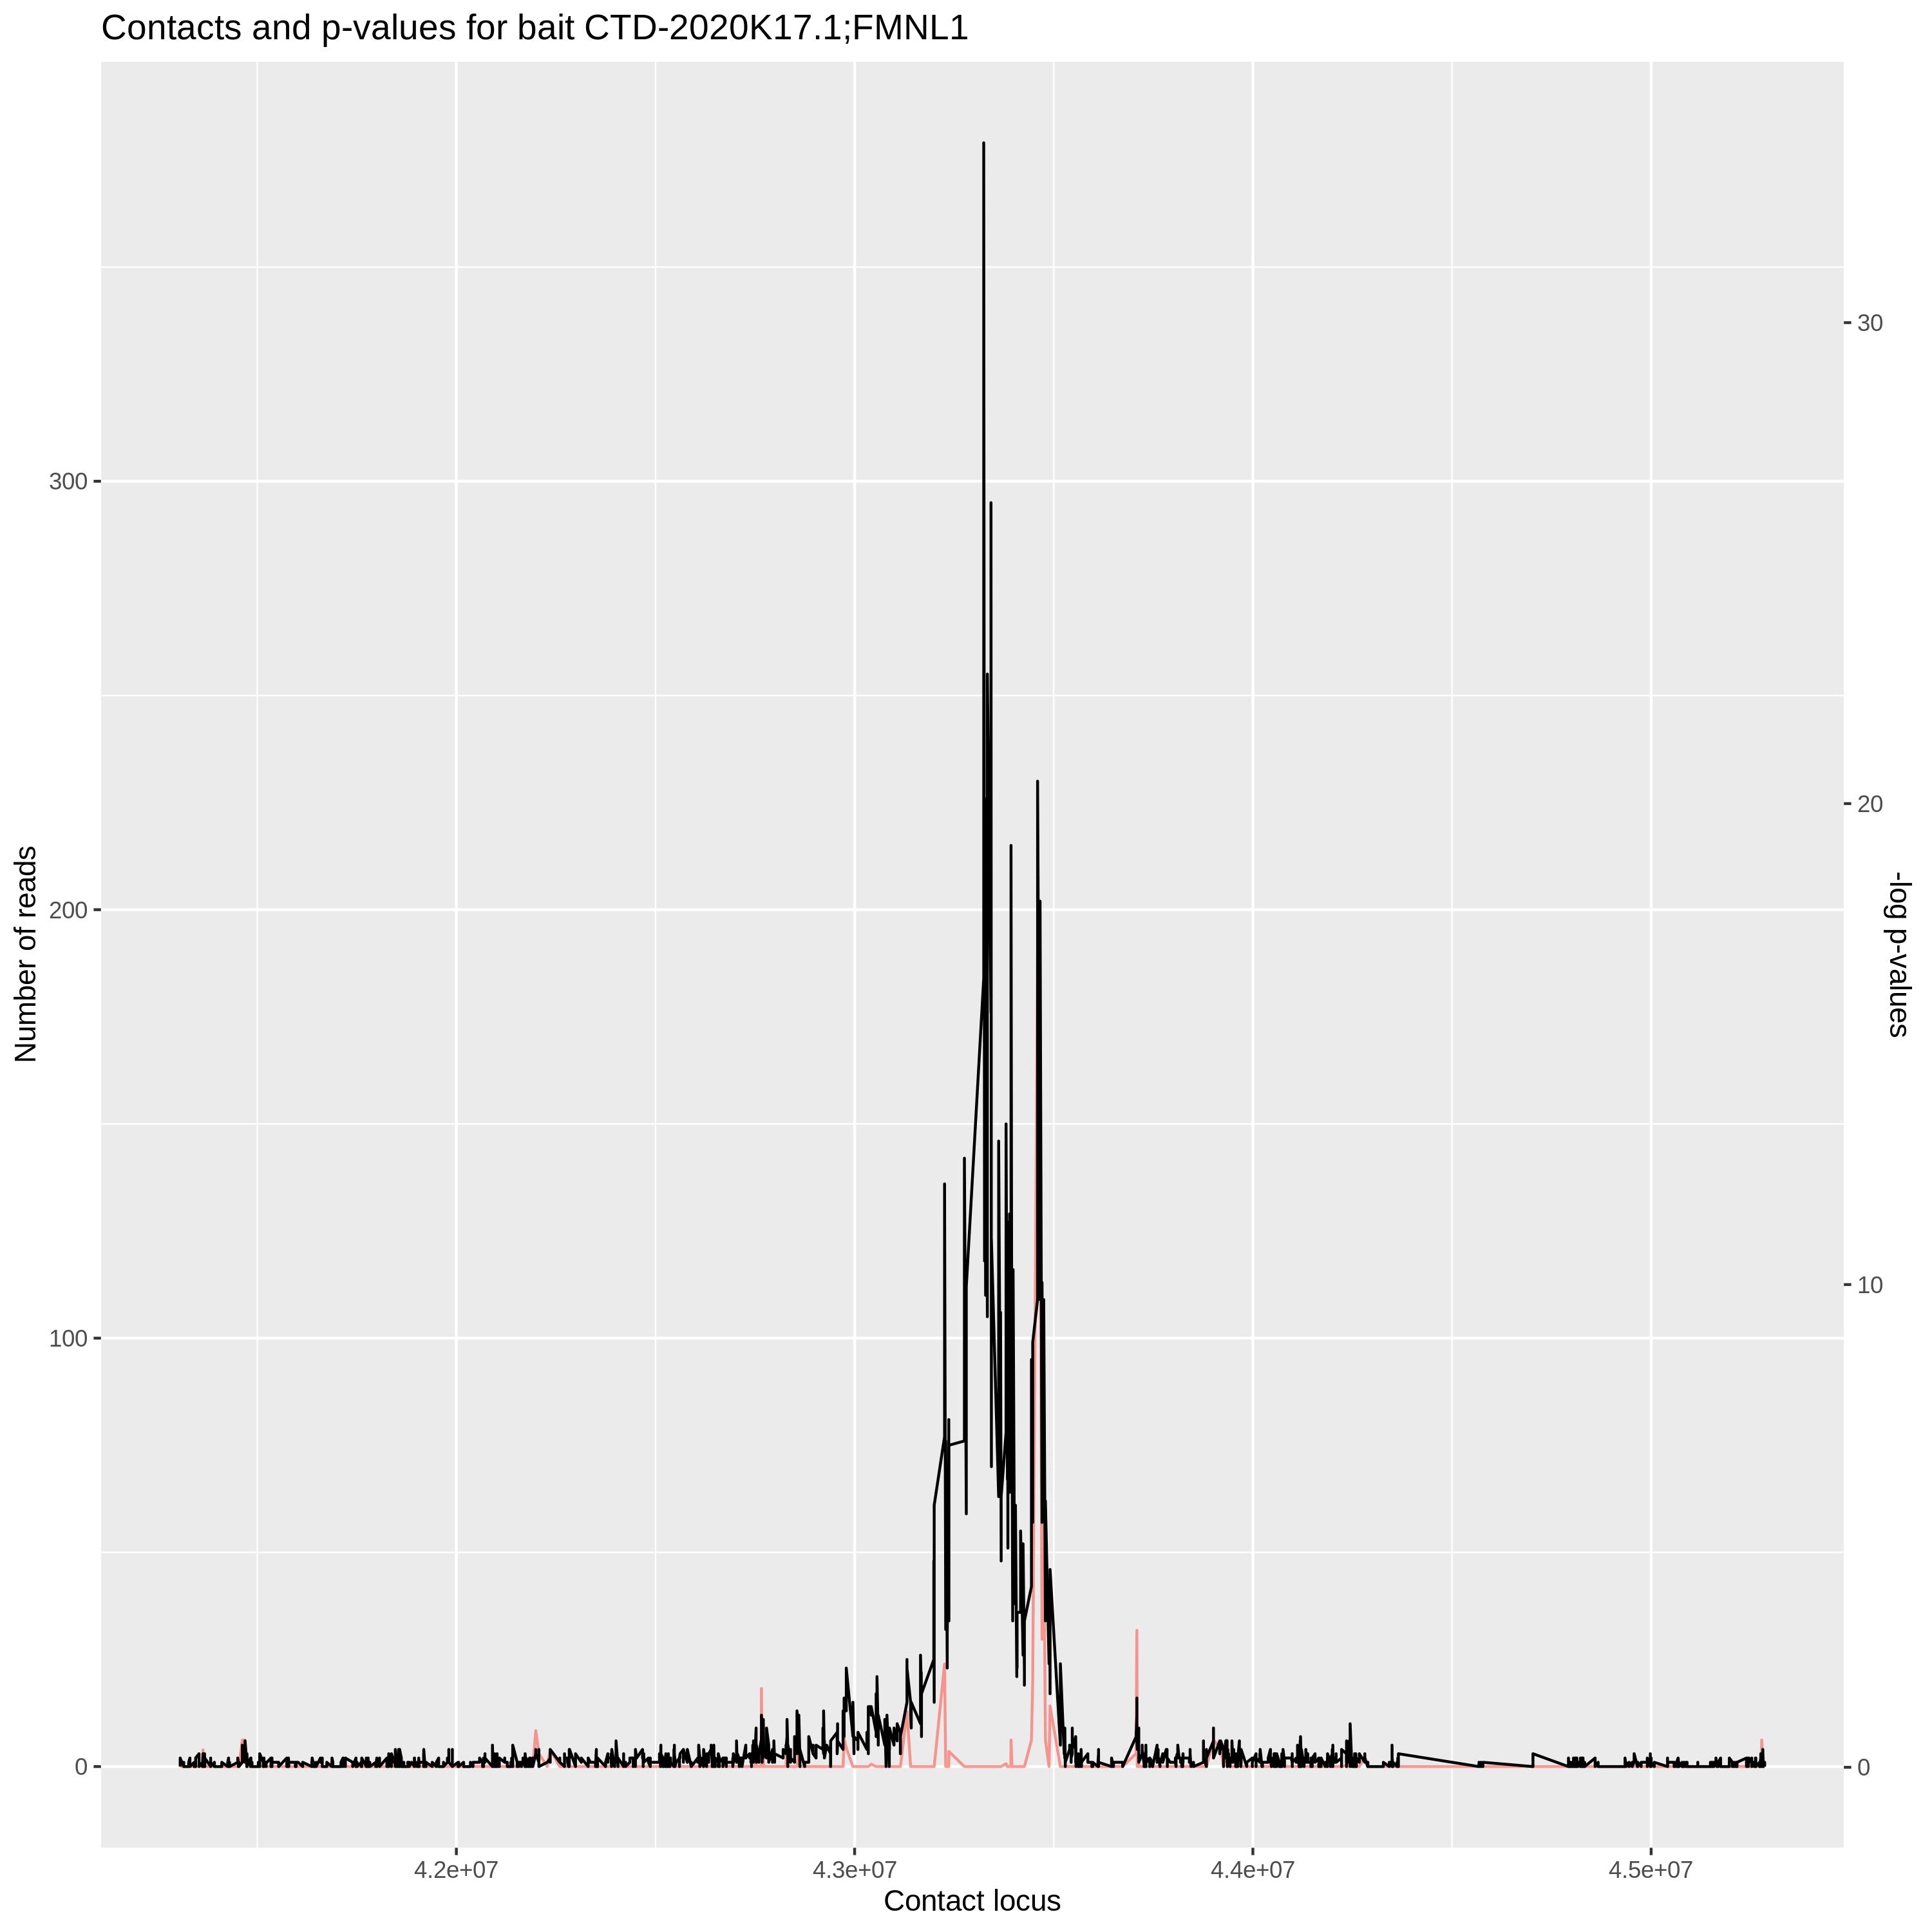 Contacts and p-values for bait CTD-2020K17.1;FMNL1
300
200
100
0
Number of reads
30
20
10
0
-log p-values
4.2e+07
4.3e+07
4.4e+07
4.5e+07
Contact locus